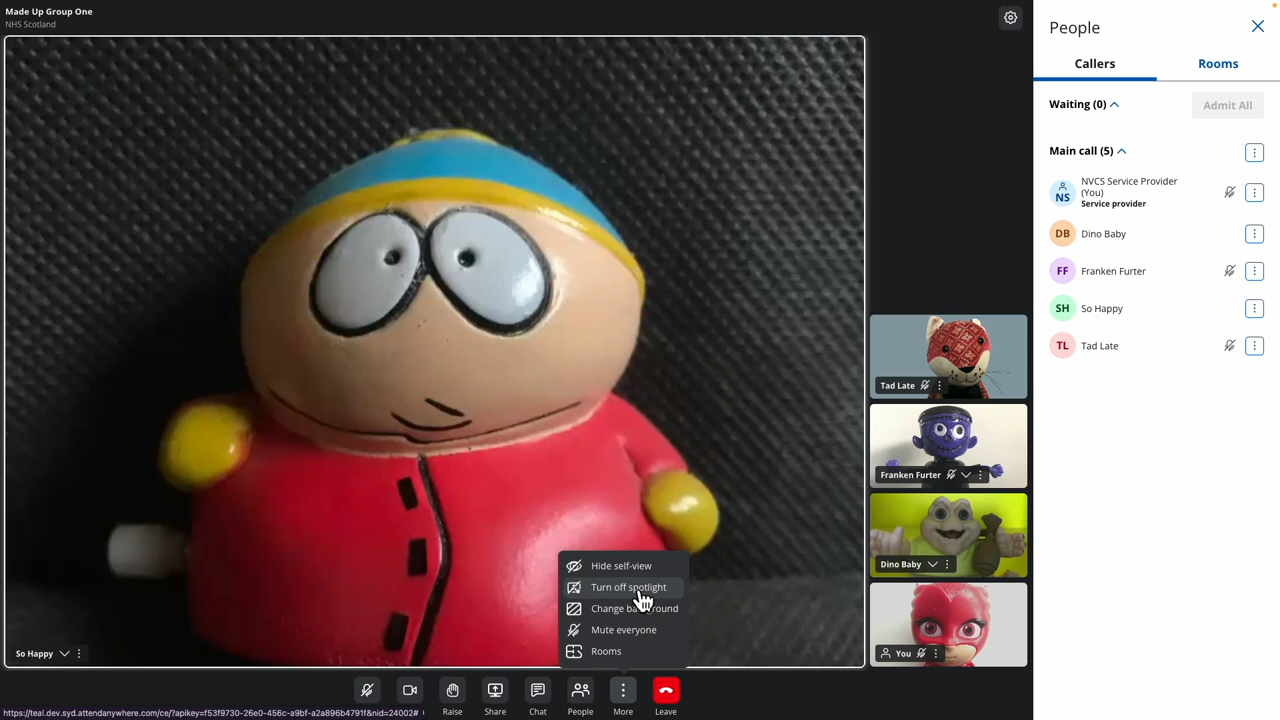 Made Up Group One
NHS Scotland
People
Callers
Rooms
Waiting (0)
Admit All
Main call (5)
NS
NVCS Service Provider
(You)
Service provider
DB
Dino Baby
FF
Franken Furter
SH
So Happy
TL
Tad Late
Tad Late
Franken Furter
Dino Baby
You
Hide self-view
Turn off spotlight
Change background
Mute everyone
Rooms
So Happy
Raise
Share
Chat
People
More
Leave
https://teal.dev.syd.attendanywhere.com/ce/?apikey=f53f9730-26e0-456c-a9bf-a2a896b4791f&nid=24002#